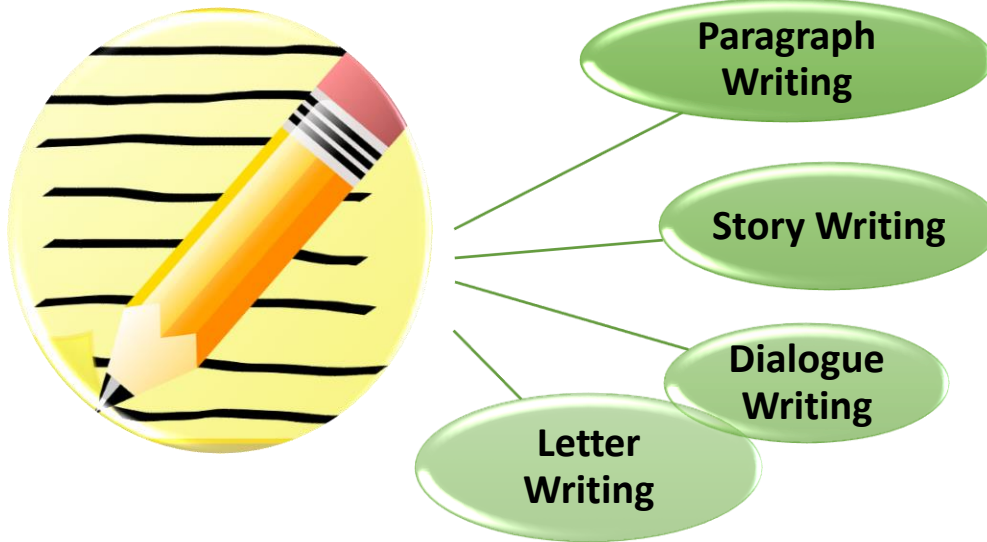 Paragraph
Writing
Story Writing
Dialogue
Writing
Letter
Writing